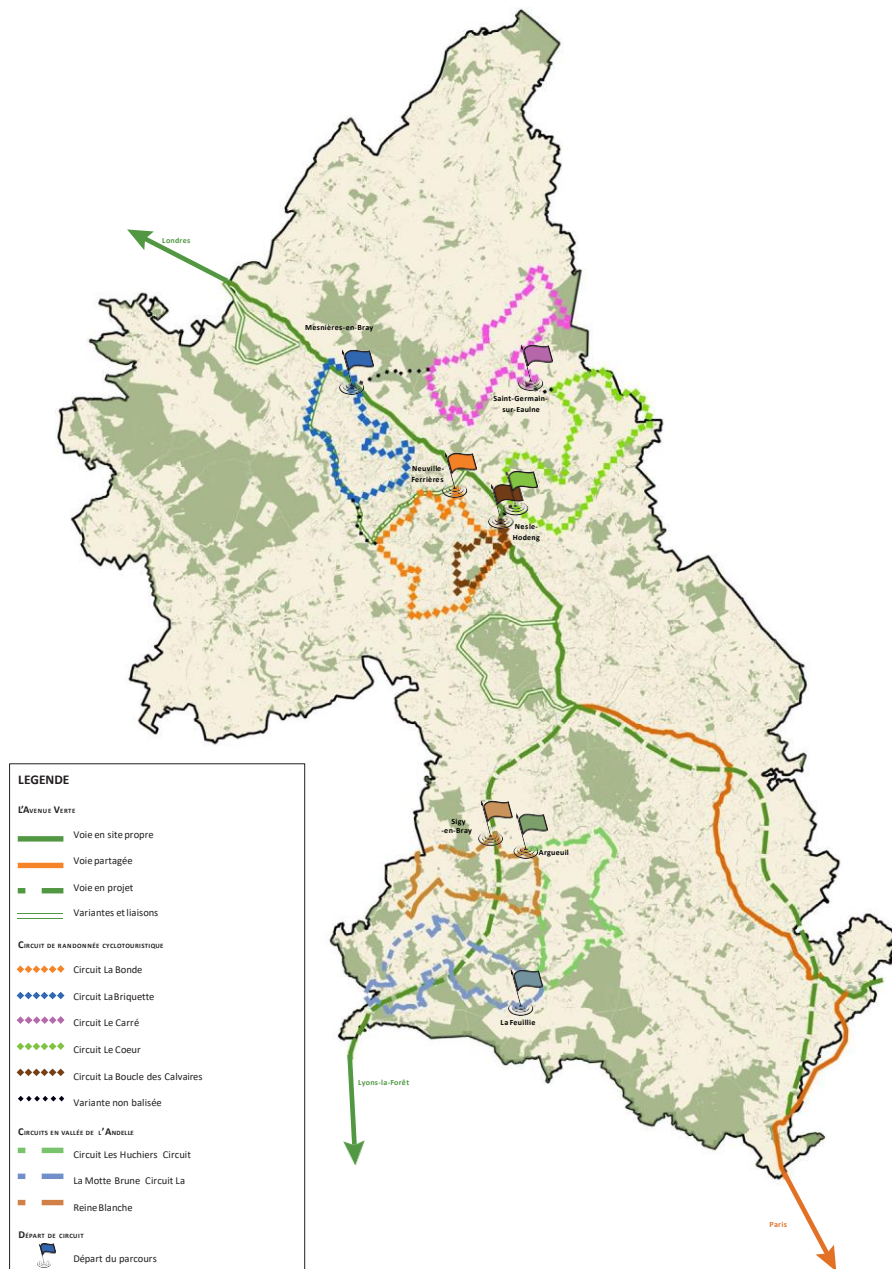 Londres
Mesnières-en-Bray
Saint-Germain-
sur-Eaulne
Neuville-
Ferrières
Nesle-
Hodeng
Sigy
-en-Bray
Argueuil
La Feuillie
Lyons-la-Forêt
Paris
LEGENDE
L'Avenue Verte
Voie en site propre
Voie partagée
Voie en projet
Variantes et liaisons
Circuit de randonnée cyclotouristique
Circuit La Bonde
Circuit La Briquette
Circuit Le Carré
Circuit Le Coeur
Circuit La Boucle des Calvaires
Variante non balisée
Circuits en vallée de l'Andelle
Circuit Les Huchiers Circuit
La Motte Brune Circuit La
Reine Blanche
Départ de circuit
Départ du parcours